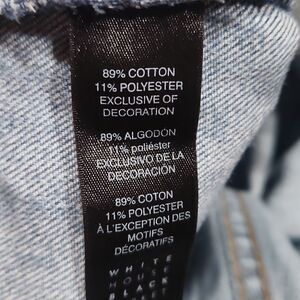 89% COTTON
11% POLYESTER
EXCLUSIVE OF
DECORATION
89% ALGODÓN
11% poliéster
EXCLUSIVO DE LA
DECORACIÓN
89% COTON
11% POLYESTER
À L'EXCEPTION DES
MOTIFS
DÉCORATIFS
WHITE
HOUSE
BLACK